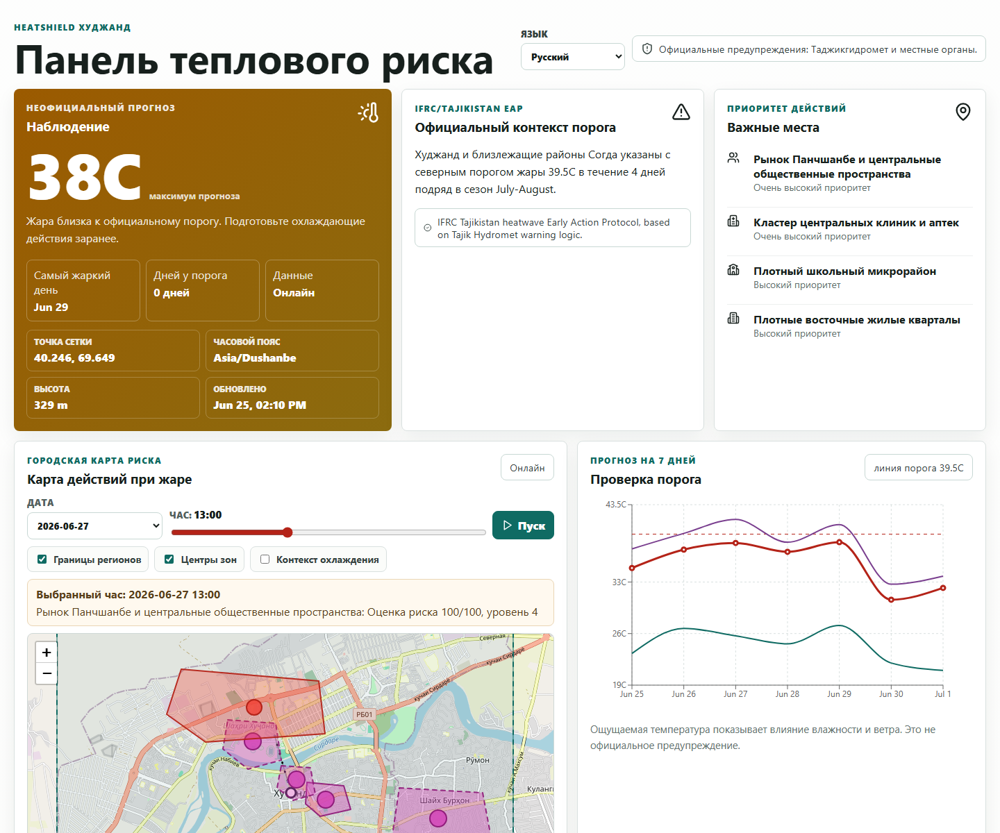 HEATSHIELD ХУДЖАНД
Панель теплового риска
ЯЗЫК
Русский
Официальные предупреждения: Таджикгидромет и местные органы.
НЕОФИЦИАЛЬНЫЙ ПРОГНОЗ
Наблюдение
38C максимум прогноза
Жара близка к официальному порогу. Подготовьте охлаждающие
действия заранее.
Самый жаркий
день
Jun 29
Дней у порога
0 дней
Данные
Онлайн
ТОЧКА СЕТКИ
40.246, 69.649
ЧАСОВОЙ ПОЯС
Asia/Dushanbe
ВЫСОТА
329 m
ОБНОВЛЕНО
Jun 25, 02:10 PM
IFRC/TAJIKISTAN EAP
Официальный контекст порога
Худжанд и близлежащие районы Согда указаны с
северным порогом жары 39.5C в течение 4 дней
подряд в сезон July-August.
IFRC Tajikistan heatwave Early Action Protocol, based
on Tajik Hydromet warning logic.
ПРИОРИТЕТ ДЕЙСТВИЙ
Важные места
Рынок Панчшанбе и центральные
общественные пространства
Очень высокий приоритет
Кластер центральных клиник и аптек
Очень высокий приоритет
Плотный школьный микрорайон
Высокий приоритет
Плотные восточные жилые кварталы
Высокий приоритет
ГОРОДСКАЯ КАРТА РИСКА
Карта действий при жаре
Онлайн
ДАТА
2026-06-27
ЧАС: 13:00
Пуск
Границы регионов
Центры зон
Контекст охлаждения
Выбранный час: 2026-06-27 13:00
Рынок Панчшанбе и центральные общественные пространства: Оценка риска 100/100, уровень 4
+
−
Северная
кучаи Сирдарё
кучаи Сирдарё
РБ01
Шаҳри Хуҷанд
Сирдарё
кучаи Набиев
Рӯмон
кучаи А.Махсум
Шайх Бурҳон
ПРОГНОЗ НА 7 ДНЕЙ
Проверка порога
линия порога 39.5C
43.5C
33C
26C
19C
Jun 25
Jun 26
Jun 27
Jun 28
Jun 29
Jun 30
Jul 1
Ощущаемая температура показывает влияние влажности и ветра. Это не
официальное предупреждение.